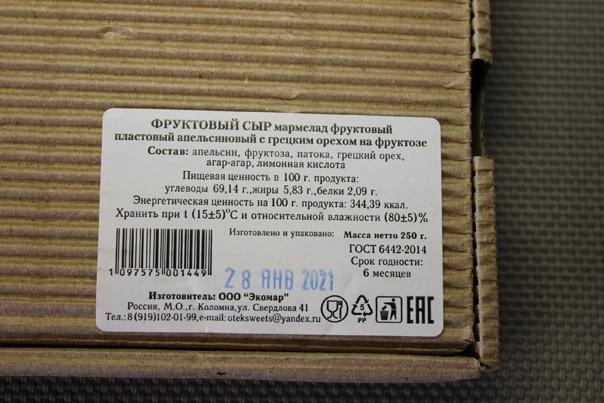 ФРУКТОВЫЙ СЫР мармелад фруктовый
пластовый апельсиновый с грецким орехом на фруктозе
Состав: апельсин, фруктоза, патока, грецкий орех,
агар-агар, лимонная кислота
Пищевая ценность в 100 г. продукта:
углеводы 69,14 г.,жиры 5,83 г.,белки 2,09 г.
Энергетическая ценность на 100 г. продукта: 344,39 ккал.
Хранить при t (15±5)°С и относительной влажности (80±5)%
Изготовлено и упаковано:
Масса нетто 250 г.
ГОСТ 6442-2014
Срок годности:
6 месяцев
1 097575 001449
28 ЯНВ 2021
Изготовитель: ООО "Экомар"
Россия, М.О.,г. Коломна,ул. Свердлова 41
Тел.: 8(919)102-01-99,e-mail: oteksweets@yandex.ru
5
PP
EAC